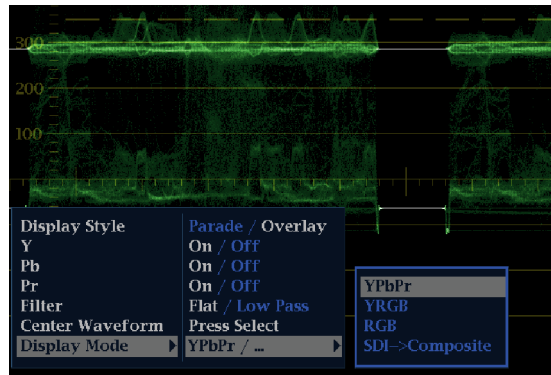 300
200
100
Display Style Parade / Overlay
Y On / Off
Pb On / Off
Pr On / Off
Filter Flat / Low Pass
Center Waveform Press Select
Display Mode YPbPr / ...
YPbPr
YRGB
RGB
SDI->Composite